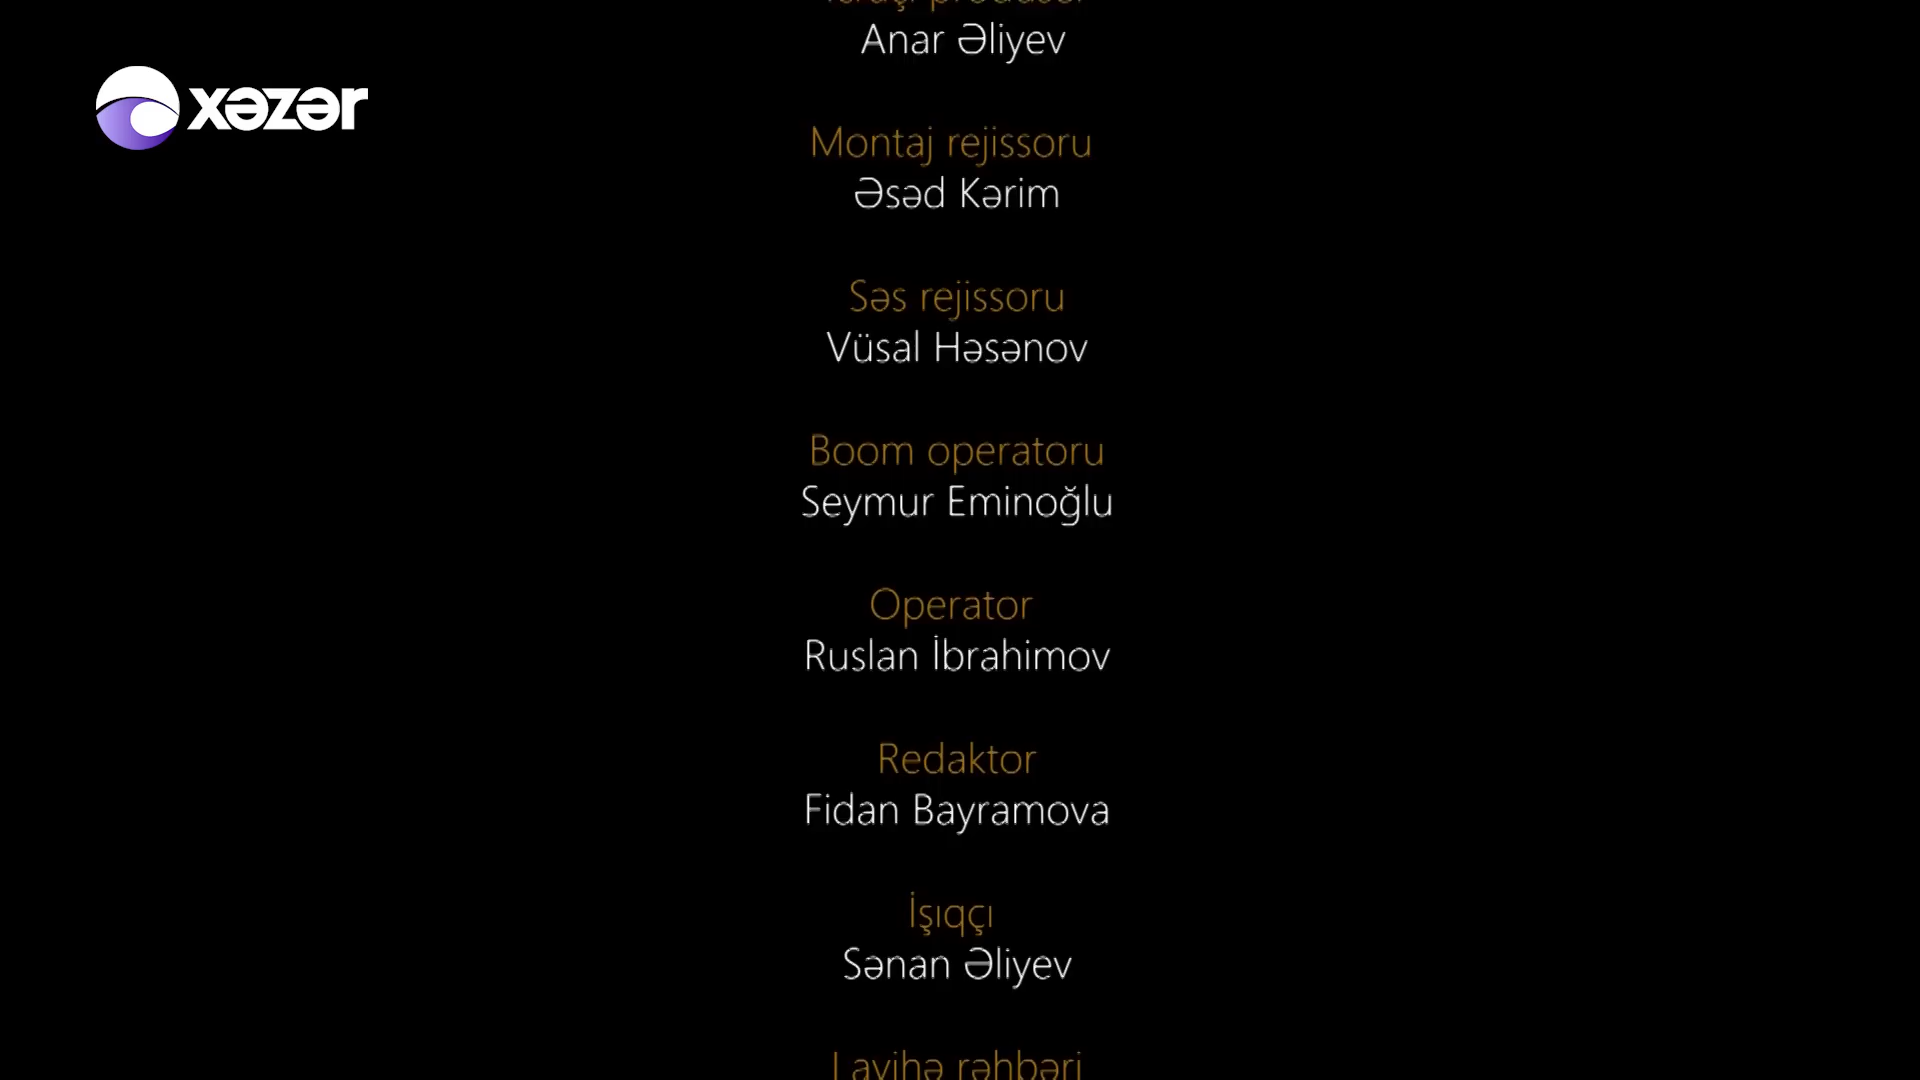 Anar Əliyev
xəzər
Montaj rejissoru
Əsəd Kərim
Səs rejissoru
Vüsal Həsənov
Boom operatoru
Seymur Eminoğlu
Operator
Ruslan İbrahimov
Redaktor
Fidan Bayramova
İşıqçı
Sənan Əliyev
Layihə rəhbəri